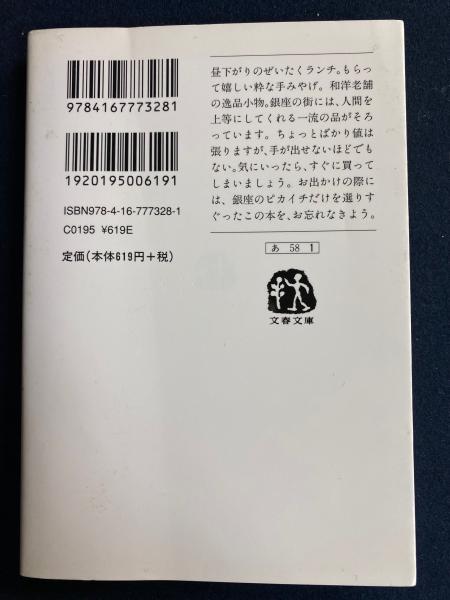 9784167773281
1920195006191
ISBN978-4-16-777328-1
C0195 ¥619E
定価(本体619円+税)
昼下がりのぜいたくランチ。もらっ
て嬉しい粋な手みやげ。和洋老舗
の逸品小物。銀座の街には、人間を
上等にしてくれる一流の品がそろ
っています。ちょっとばかり値は
張りますが、手が出せないほどでも
ない。気にいったら、すぐに買って
しまいましょう。お出かけの際に
は、銀座のピカイチだけを選りす
ぐったこの本を、お忘れなきよう。
あ 58 1
文春文庫